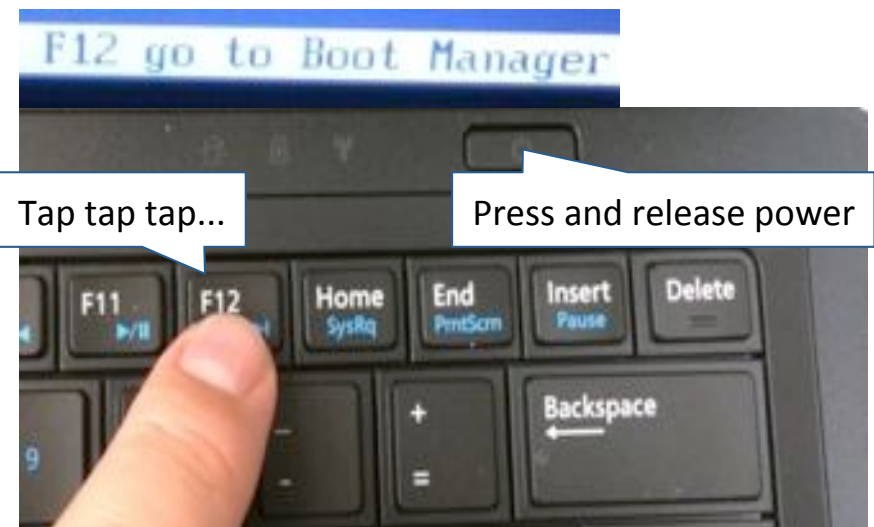 F12 go to Boot Manager
Tap tap tap...
Press and release power
F11
F12
Home
End
Insert
Delete
SysRq
PrntScrn
Pause
9
+
=
_
-
Backspace